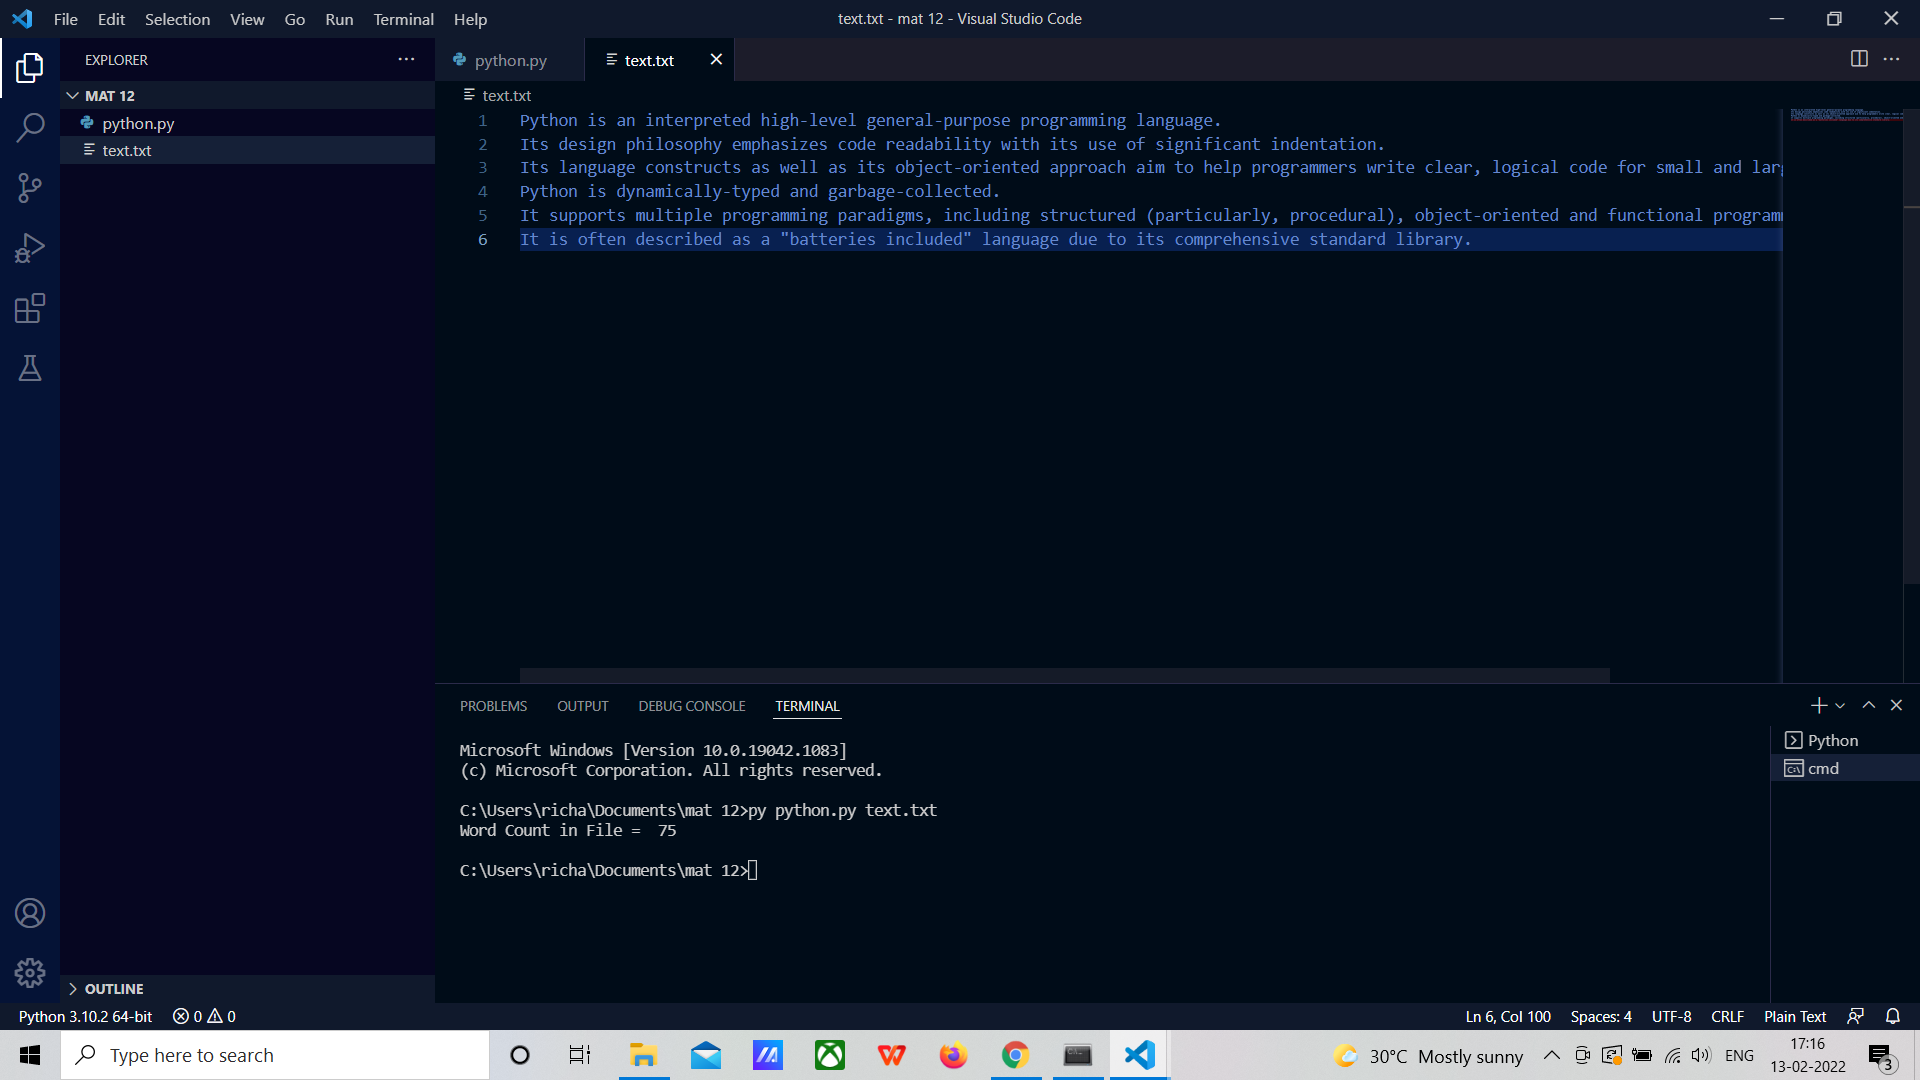 File Edit Selection View Go Run Terminal Help
text.txt - mat 12 - Visual Studio Code
EXPLORER
MAT 12
python.py
text.txt
python.py
text.txt
text.txt
1 Python is an interpreted high-level general-purpose programming language.
2 Its design philosophy emphasizes code readability with its use of significant indentation.
3 Its language constructs as well as its object-oriented approach aim to help programmers write clear, logical code for small and larg
4 Python is dynamically-typed and garbage-collected.
5 It supports multiple programming paradigms, including structured (particularly, procedural), object-oriented and functional programm
6 It is often described as a "batteries included" language due to its comprehensive standard library.
PROBLEMS OUTPUT DEBUG CONSOLE TERMINAL
Microsoft Windows [Version 10.0.19042.1083]
(c) Microsoft Corporation. All rights reserved.
C:\Users\richa\Documents\mat 12>py python.py text.txt
Word Count in File =  75
C:\Users\richa\Documents\mat 12>
Python
cmd
OUTLINE
Python 3.10.2 64-bit 0 0
Ln 6, Col 100 Spaces: 4 UTF-8 CRLF Plain Text
Type here to search
30°C Mostly sunny
ENG
17:16
13-02-2022
3